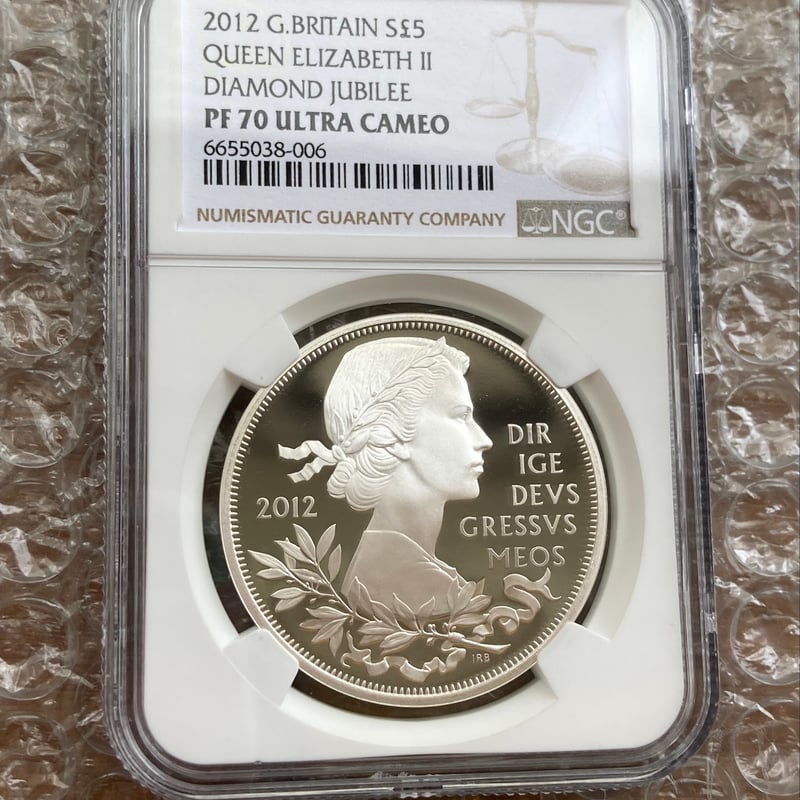 2012 G.BRITAIN S£5
QUEEN ELIZABETH II
DIAMOND JUBILEE
PF 70 ULTRA CAMEO
6655038-006
NUMISMATIC GUARANTY COMPANY
NGC®
2012
DIR
IGE
DEVS
GRESSVS
MEOS
IRB